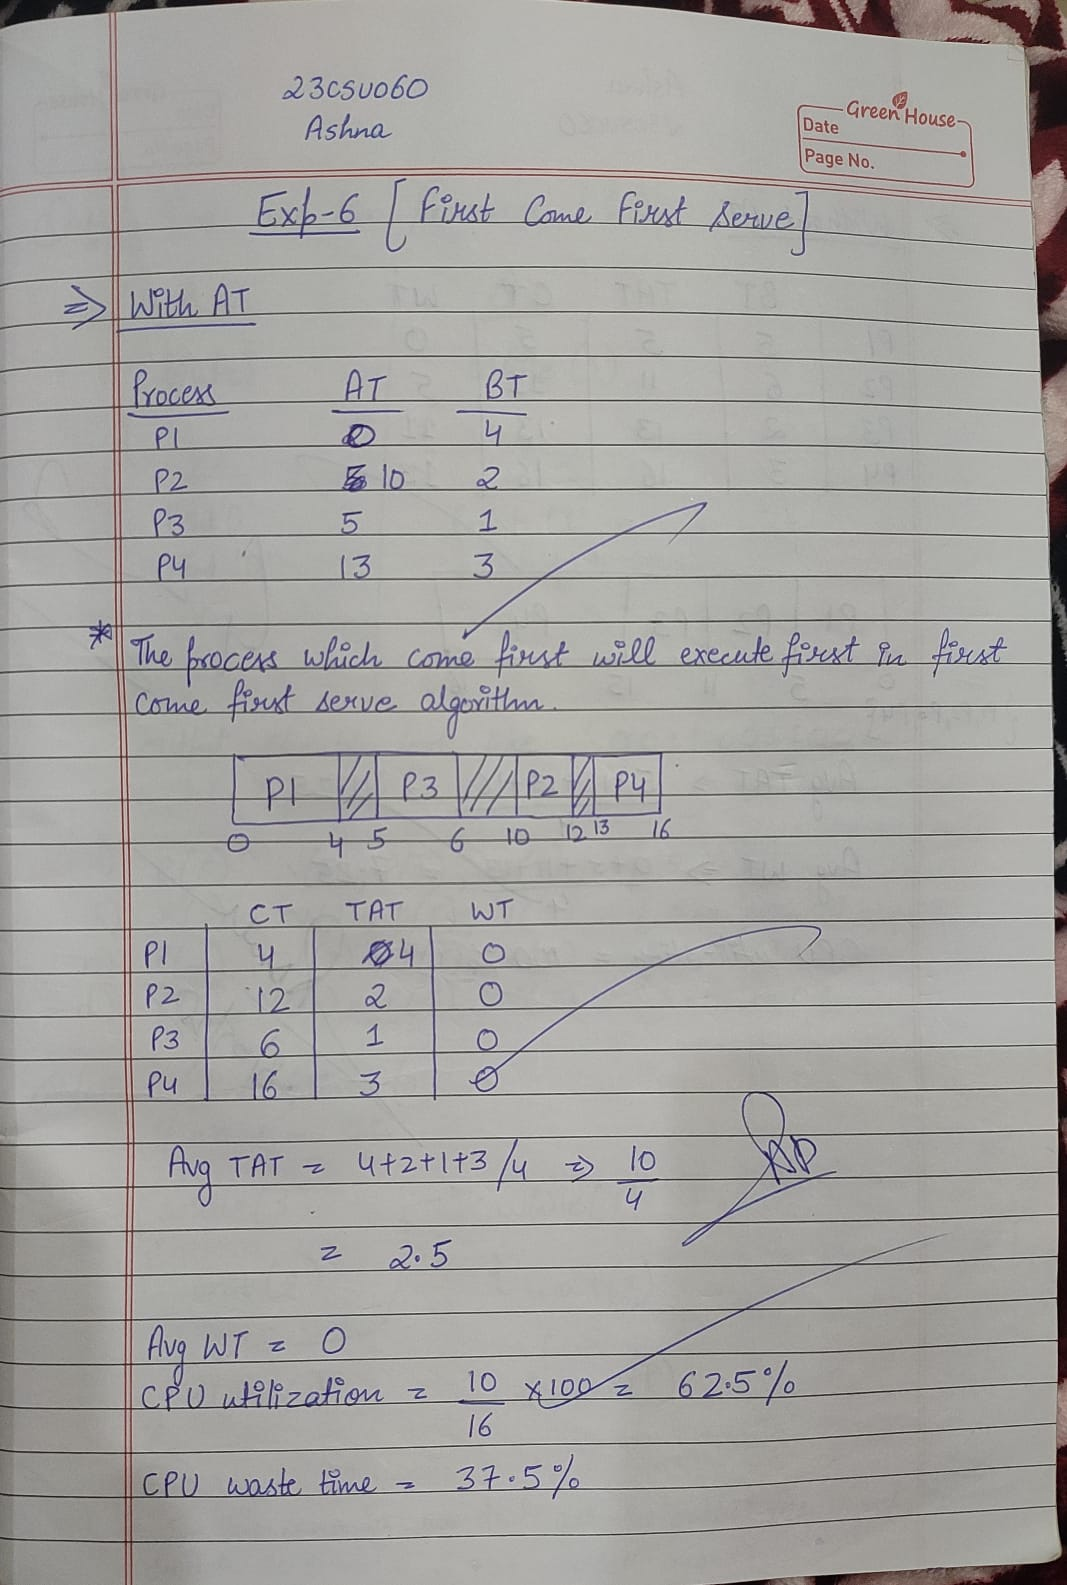 23CSU060
Ashna
Green House
Date
Page No.
Exp-6 [First Come First Serve]
=> With AT
Process AT BT
P1 0 4
P2 10 2
P3 5 1
P4 13 3
* The process which come first will execute first in first
come first serve algorithm.
P1 P3 P2 P4
0 4 5 6 10 12 13 16
CT TAT WT
P1 4 4 0
P2 12 2 0
P3 6 1 0
P4 16 3 0
Avg TAT = 4+2+1+3/4 => 10/4
= 2.5
Avg WT = 0
CPU utilization = 10/16 x100 = 62.5%
CPU waste time = 37.5%